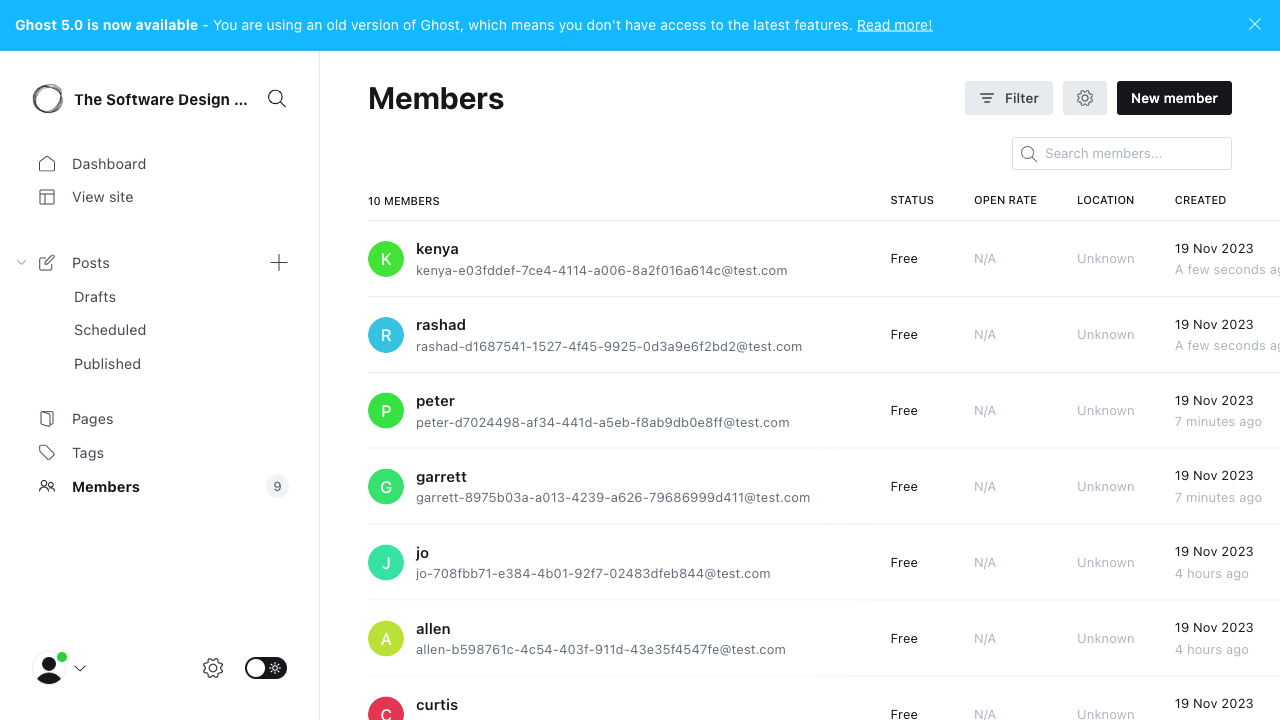 Ghost 5.0 is now available - You are using an old version of Ghost, which means you don't have access to the latest features. Read more!
The Software Design ...
Dashboard
View site
Posts
Drafts
Scheduled
Published
Pages
Tags
Members 9
Members
Filter
New member
Search members...
10 MEMBERS STATUS OPEN RATE LOCATION CREATED
K kenya
kenya-e03fddef-7ce4-4114-a006-8a2f016a614c@test.com
Free N/A Unknown
19 Nov 2023
A few seconds ag
R rashad
rashad-d1687541-1527-4f45-9925-0d3a9e6f2bd2@test.com
Free N/A Unknown
19 Nov 2023
A few seconds ag
P peter
peter-d7024498-af34-441d-a5eb-f8ab9db0e8ff@test.com
Free N/A Unknown
19 Nov 2023
7 minutes ago
G garrett
garrett-8975b03a-a013-4239-a626-79686999d411@test.com
Free N/A Unknown
19 Nov 2023
7 minutes ago
J jo
jo-708fbb71-e384-4b01-92f7-02483dfeb844@test.com
Free N/A Unknown
19 Nov 2023
4 hours ago
A allen
allen-b598761c-4c54-403f-911d-43e35f4547fe@test.com
Free N/A Unknown
19 Nov 2023
4 hours ago
C curtis
Free N/A Unknown
19 Nov 2023